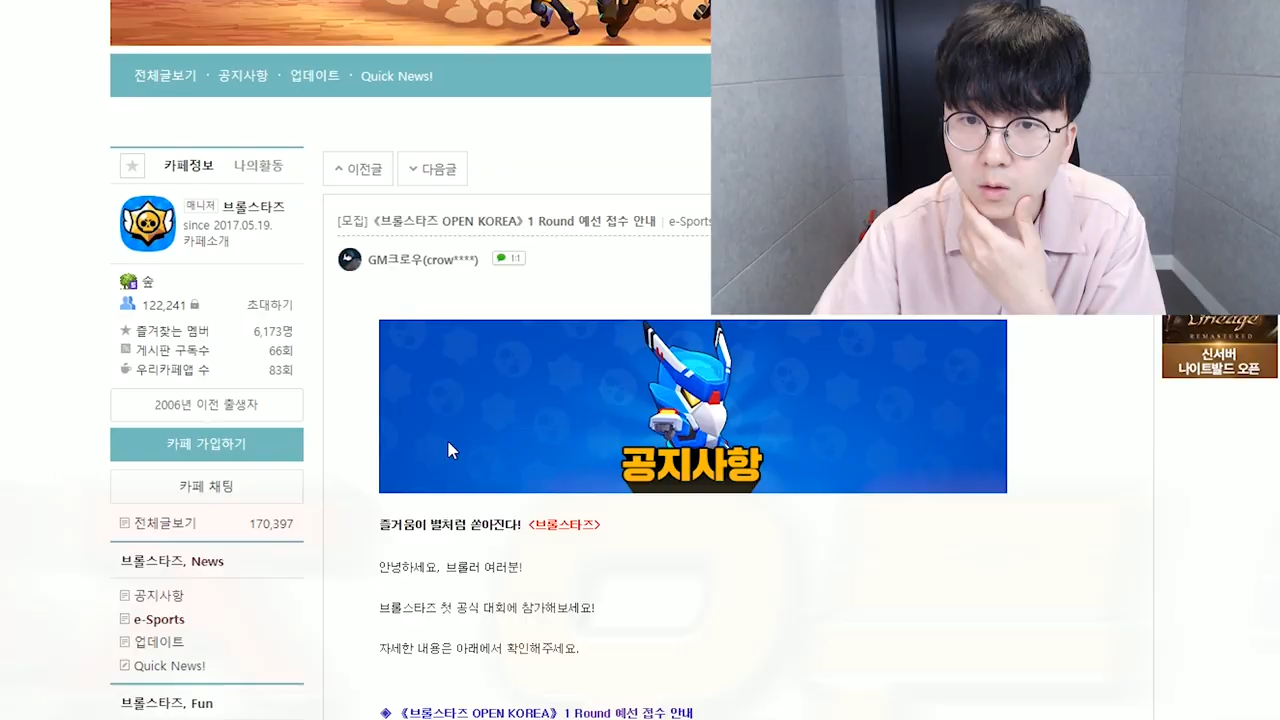 전체글보기 · 공지사항 · 업데이트 · Quick News!
카페정보 나의활동
매니저 브롤스타즈
since 2017.05.19.
카페소개
숲
122,241 초대하기
즐겨찾는 멤버 6,173명
게시판 구독수 66회
우리카페앱 수 83회
2006년 이전 출생자
카페 가입하기
카페 채팅
전체글보기 170,397
브롤스타즈, News
공지사항
e-Sports
업데이트
Quick News!
브롤스타즈, Fun
이전글 다음글
[모집] 《브롤스타즈 OPEN KOREA》 1 Round 예선 접수 안내 | e-Sports
GM크로우(crow****) 1:1
공지사항
즐거움이 별처럼 쏟아진다! <브롤스타즈>
안녕하세요, 브롤러 여러분!
브롤스타즈 첫 공식 대회에 참가해보세요!
자세한 내용은 아래에서 확인해주세요.
◈ 《브롤스타즈 OPEN KOREA》 1 Round 예선 접수 안내
Lineage
REMASTERED
신서버
나이트발드 오픈